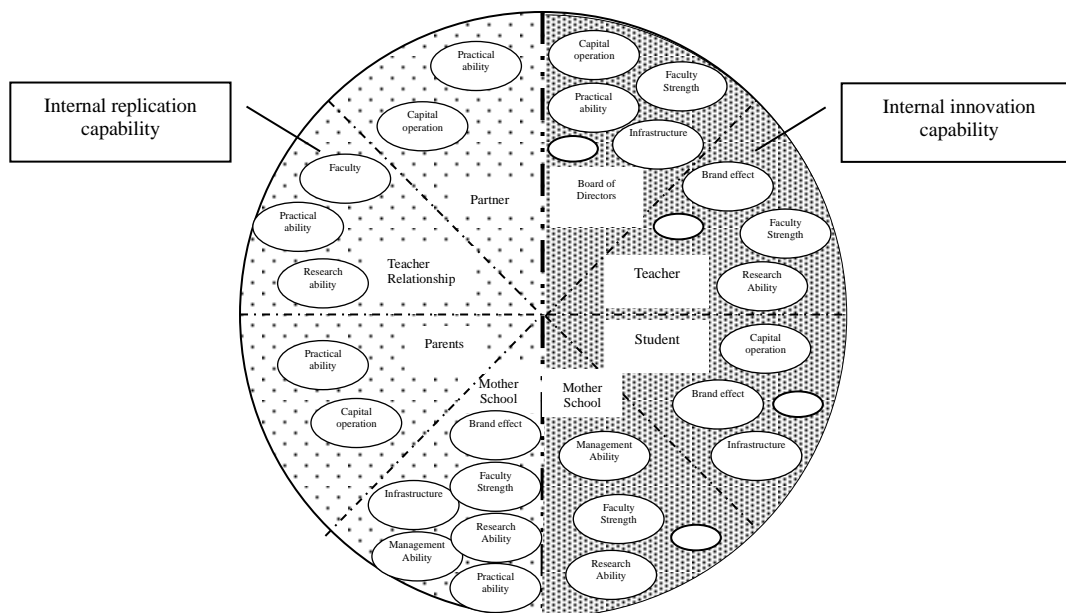 Internal replication
capability
Practical
ability
Capital
operation
Faculty
Practical
ability
Research
ability
Partner
Teacher
Relationship
Parents
Practical
ability
Capital
operation
Mother
School
Brand effect
Faculty
Strength
Infrastructure
Research
Ability
Management
Ability
Practical
ability
Internal innovation
capability
Capital
operation
Faculty
Strength
Practical
ability
Infrastructure
Board of
Directors
Brand effect
Faculty
Strength
Teacher
Research
Ability
Student
Capital
operation
Mother
School
Brand effect
Management
Ability
Infrastructure
Faculty
Strength
Research
Ability